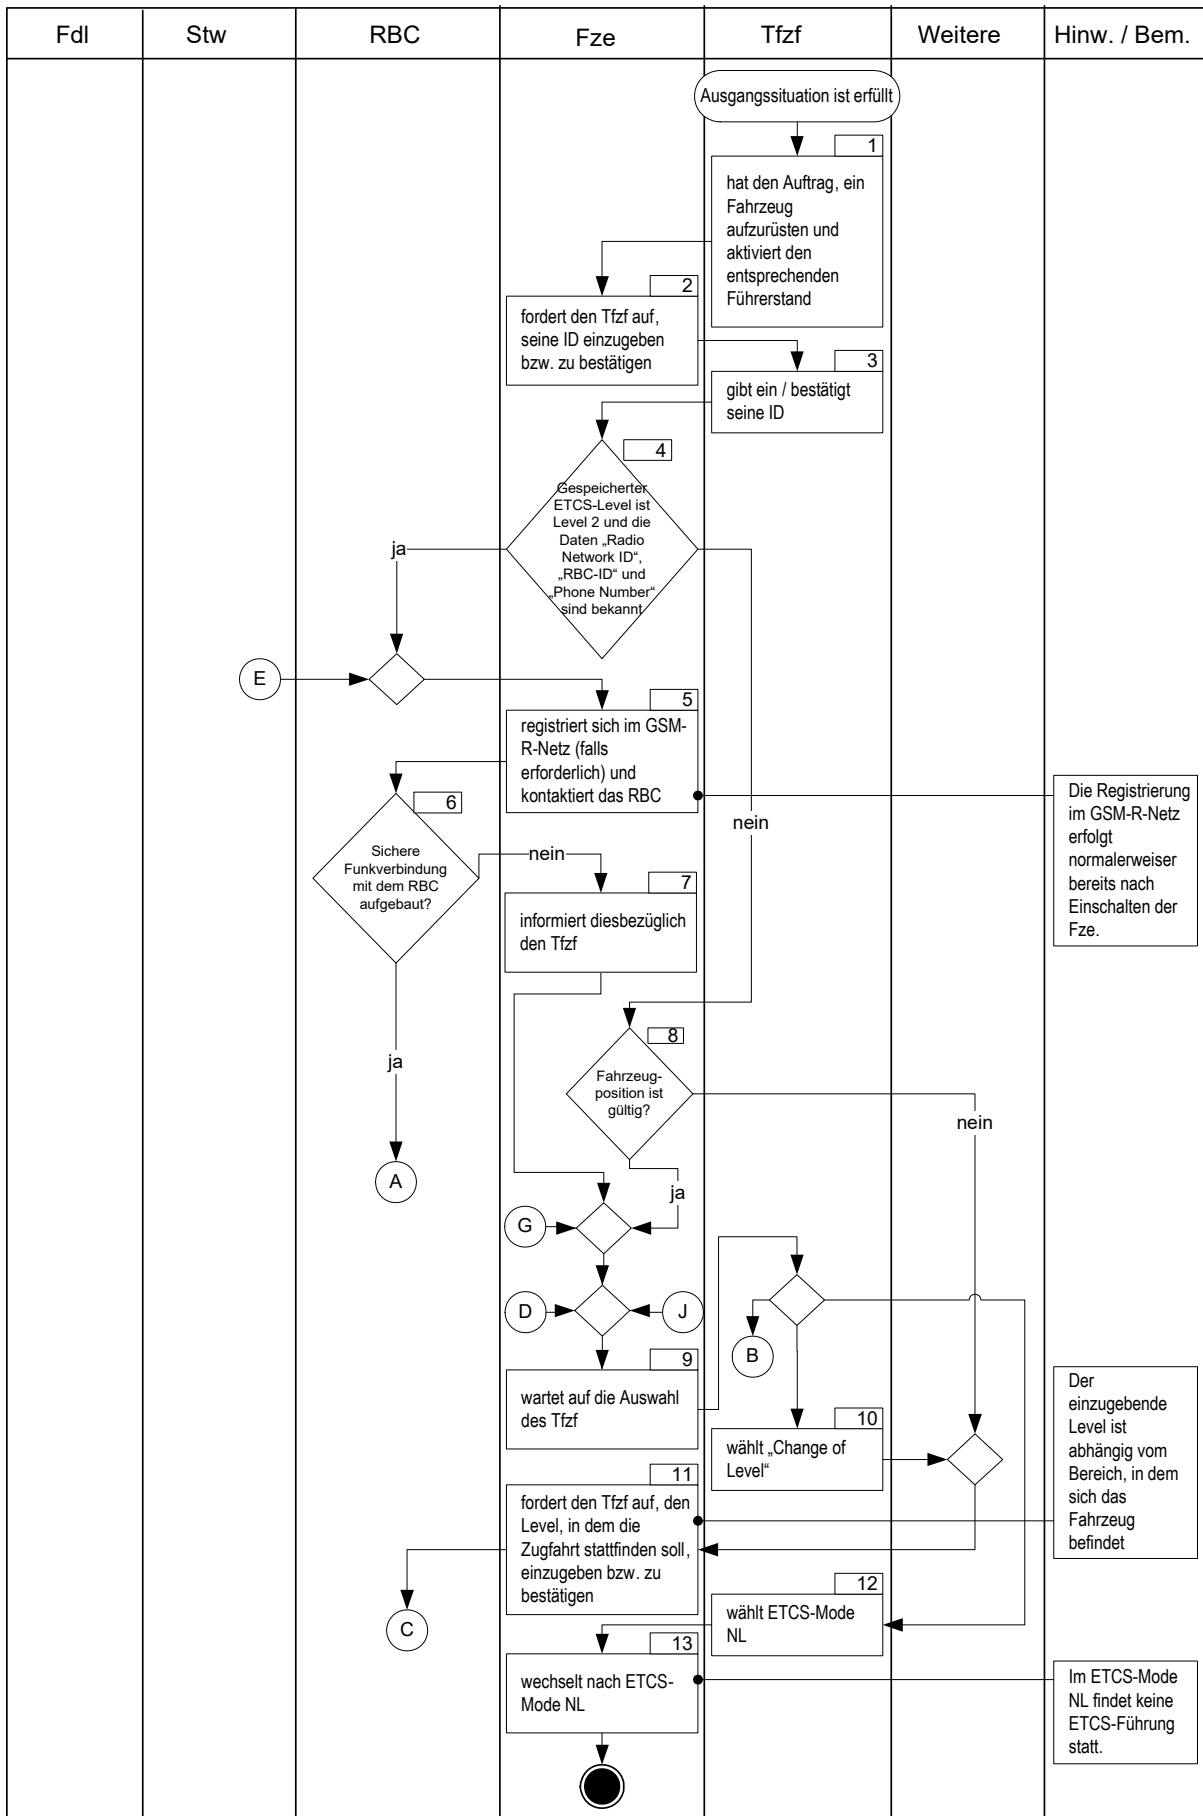 Fdl
Stw
RBC
Fze
Tfzf
Weitere
Hinw. / Bem.
Ausgangssituation ist erfüllt
1
hat den Auftrag, ein
Fahrzeug
aufzurüsten und
aktiviert den
entsprechenden
Führerstand
2
fordert den Tfzf auf,
seine ID einzugeben
bzw. zu bestätigen
3
gibt ein / bestätigt
seine ID
4
Gespeicherter
ETCS-Level ist
Level 2 und die
Daten „Radio
Network ID“,
„RBC-ID“ und
„Phone Number“
sind bekannt
ja
E
5
registriert sich im GSM-
R-Netz (falls
erforderlich) und
kontaktiert das RBC
Die Registrierung
im GSM-R-Netz
erfolgt
normalerweiser
bereits nach
Einschalten der
Fze.
6
Sichere
Funkverbindung
mit dem RBC
aufgebaut?
nein
nein
7
informiert diesbezüglich
den Tfzf
8
Fahrzeug-
position ist
gültig?
ja
nein
A
ja
G
D
J
B
9
wartet auf die Auswahl
des Tfzf
10
wählt „Change of
Level“
Der
einzugebende
Level ist
abhängig vom
Bereich, in dem
sich das
Fahrzeug
befindet
11
fordert den Tfzf auf, den
Level, in dem die
Zugfahrt stattfinden soll,
einzugeben bzw. zu
bestätigen
C
12
wählt ETCS-Mode
NL
13
wechselt nach ETCS-
Mode NL
Im ETCS-Mode
NL findet keine
ETCS-Führung
statt.